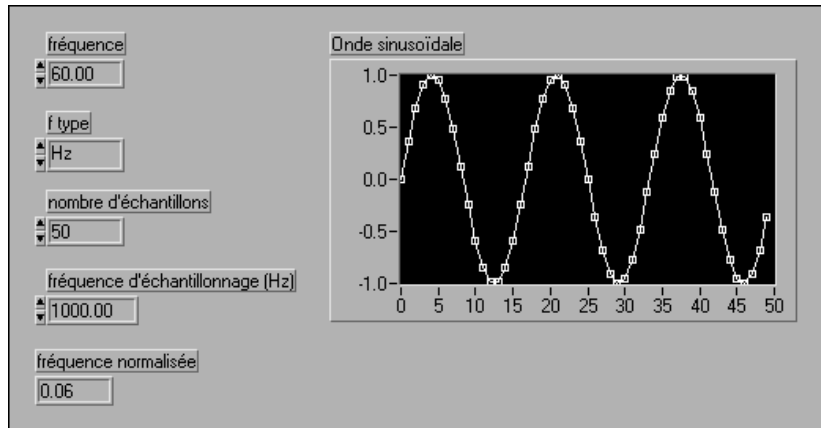 fréquence
60.00
f type
Hz
nombre d'échantillons
50
fréquence d'échantillonnage (Hz)
1000.00
fréquence normalisée
0.06
Onde sinusoïdale
1.0
0.5
0.0
-0.5
-1.0
0 5 10 15 20 25 30 35 40 45 50